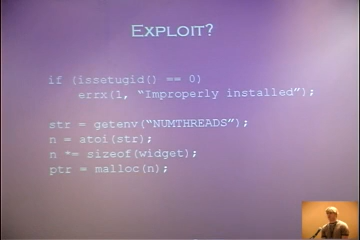 EXPLOIT?
if (issetugid() == 0)
errx(1, "Improperly installed");
str = getenv("NUMTHREADS");
n = atoi(str);
n *= sizeof(widget);
ptr = malloc(n);